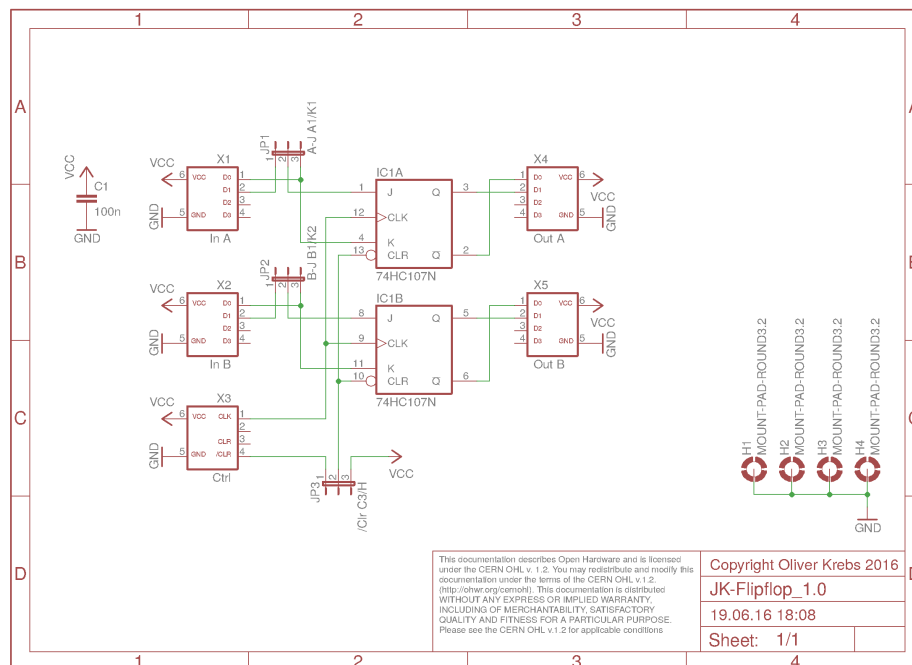 1 2 3 4
A
B
C
D
VCC
C1
100n
GND
X1
VCC
6 VCC D0 1
D1 2
D2 3
GND 5 GND D3 4
In A
JP1
1 2 3
A-J A1/K1
IC1A
1 J Q 3
12 CLK
4 K
13 CLR Q 2
74HC107N
X4
1 D0 VCC 6
2 D1
VCC
3 D2
4 D3 GND 5 GND
Out A
X2
VCC
6 VCC D0 1
D1 2
D2 3
GND 5 GND D3 4
In B
JP2
1 2 3
B-J B1/K2
IC1B
8 J Q 5
9 CLK
11 K
10 CLR Q 6
74HC107N
X5
1 D0 VCC 6
2 D1
VCC
3 D2
4 D3 GND 5 GND
Out B
X3
VCC
6 VCC CLK 1
2
CLR 3
GND 5 GND /CLR 4
Ctrl
JP3
1 2 3
/Clr C3/H
VCC
H1
MOUNT-PAD-ROUND3.2
H2
MOUNT-PAD-ROUND3.2
H3
MOUNT-PAD-ROUND3.2
H4
MOUNT-PAD-ROUND3.2
GND
This documentation describes Open Hardware and is licensed
under the CERN OHL v. 1.2. You may redistribute and modify this
documentation under the terms of the CERN OHL v.1.2.
(http://ohwr.org/cernohl). This documentation is distributed
WITHOUT ANY EXPRESS OR IMPLIED WARRANTY,
INCLUDING OF MERCHANTABILITY, SATISFACTORY
QUALITY AND FITNESS FOR A PARTICULAR PURPOSE.
Please see the CERN OHL v.1.2 for applicable conditions
Copyright Oliver Krebs 2016
JK-Flipflop_1.0
19.06.16 18:08
Sheet: 1/1
1 2 3 4